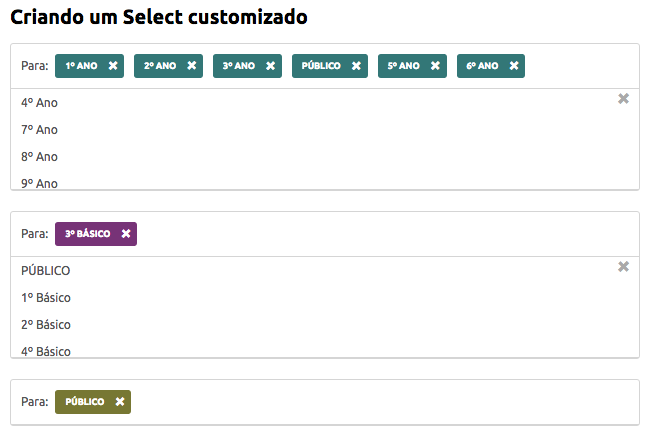 Criando um Select customizado
Para: 1º ANO ✖ 2º ANO ✖ 3º ANO ✖ PÚBLICO ✖ 5º ANO ✖ 6º ANO ✖
4º Ano ✖
7º Ano
8º Ano
9º Ano
Para: 3º BÁSICO ✖
PÚBLICO ✖
1º Básico
2º Básico
4º Básico
Para: PÚBLICO ✖